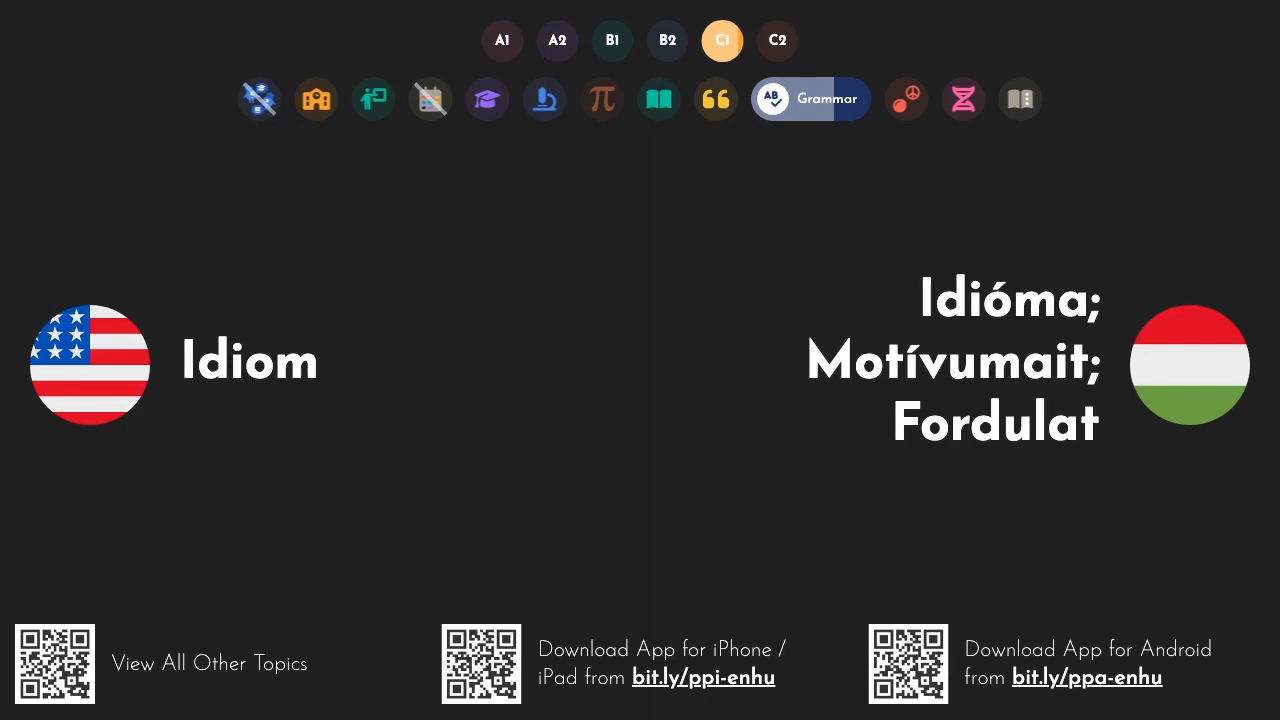 A1 A2 B1 B2 C1 C2
AB Grammar
Idiom
Idióma;
Motívumait;
Fordulat
View All Other Topics
Download App for iPhone /
iPad from bit.ly/ppi-enhu
Download App for Android
from bit.ly/ppa-enhu